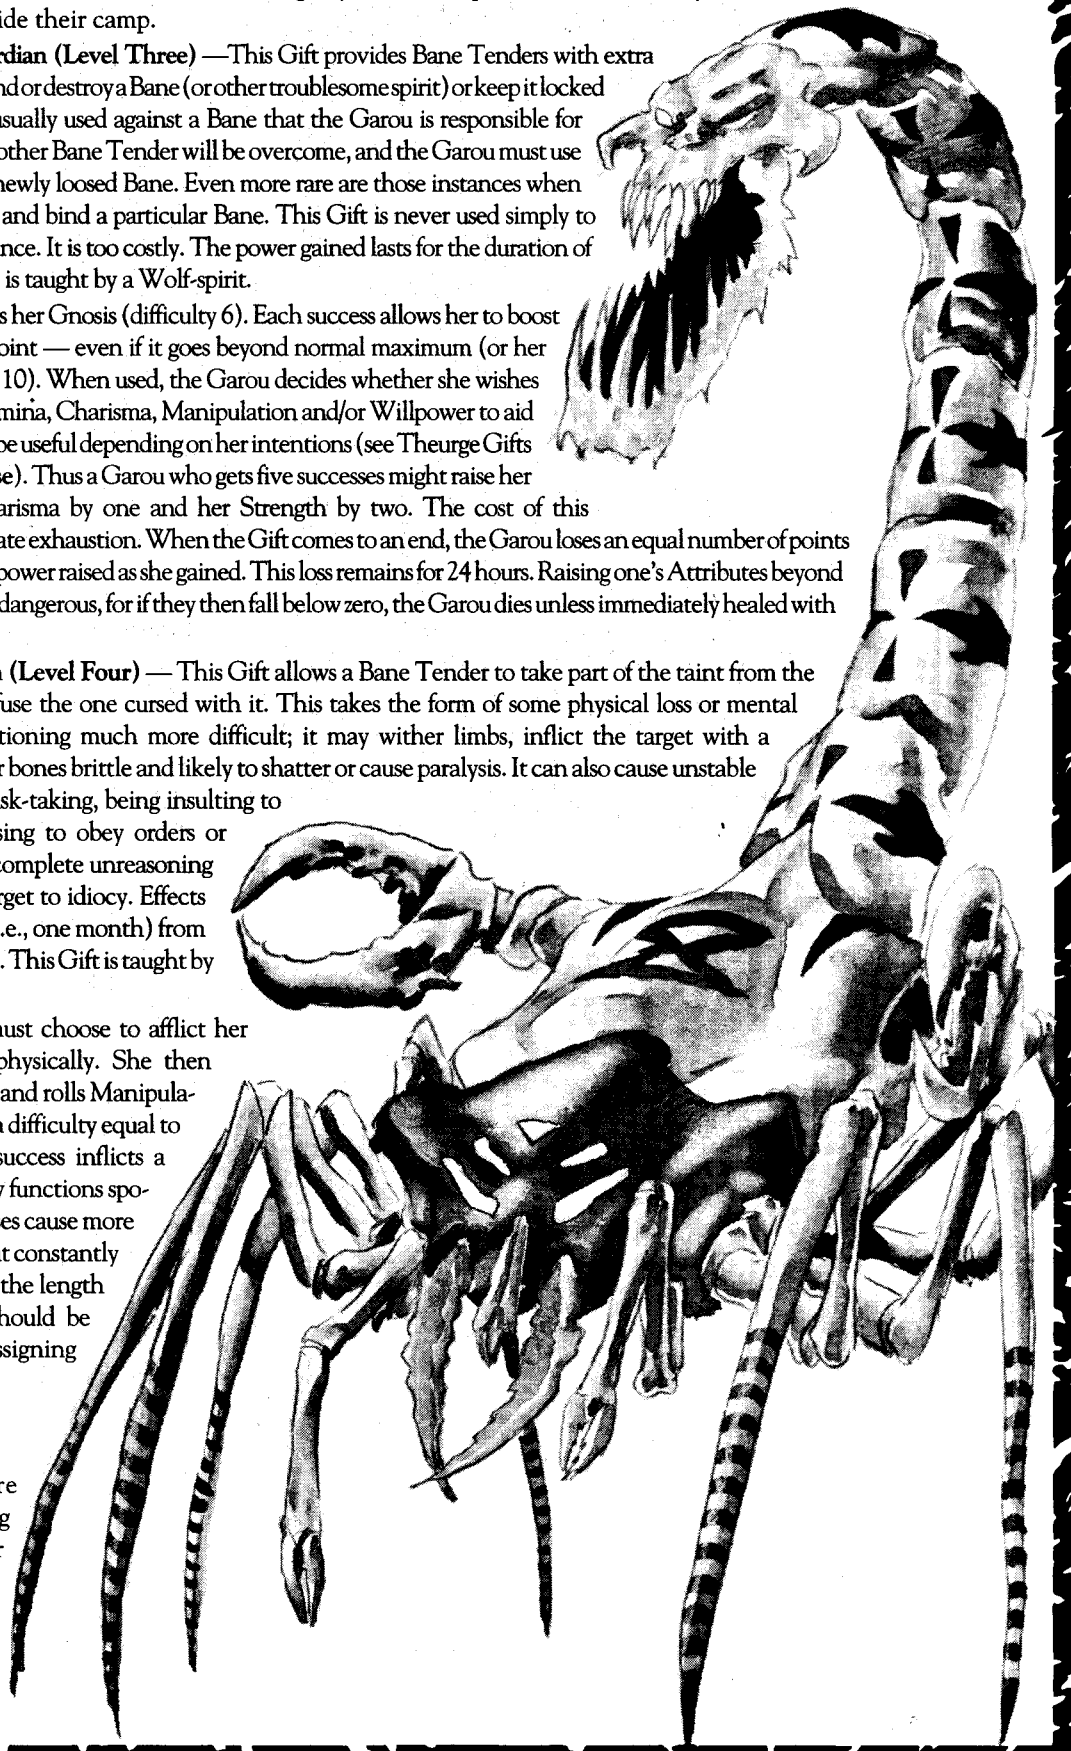 ide their camp.
rdian (Level Three) —This Gift provides Bane Tenders with extra
nd or destroy a Bane (or other troublesome spirit) or keep it locked
usually used against a Bane that the Garou is responsible for
other Bane Tender will be overcome, and the Garou must use
newly loosed Bane. Even more rare are those instances when
and bind a particular Bane. This Gift is never used simply to
nce. It is too costly. The power gained lasts for the duration of
is taught by a Wolf-spirit.
s her Gnosis (difficulty 6). Each success allows her to boost
oint — even if it goes beyond normal maximum (or her
10). When used, the Garou decides whether she wishes
mina, Charisma, Manipulation and/or Willpower to aid
be useful depending on her intentions (see Theurge Gifts
se). Thus a Garou who gets five successes might raise her
arisma by one and her Strength by two. The cost of this
ate exhaustion. When the Gift comes to an end, the Garou loses an equal number of points
power raised as she gained. This loss remains for 24 hours. Raising one's Attributes beyond
dangerous, for if they then fall below zero, the Garou dies unless immediately healed with
(Level Four) — This Gift allows a Bane Tender to take part of the taint from the
fuse the one cursed with it. This takes the form of some physical loss or mental
tioning much more difficult; it may wither limbs, inflict the target with a
r bones brittle and likely to shatter or cause paralysis. It can also cause unstable
sk-taking, being insulting to
sing to obey orders or
complete unreasoning
rget to idiocy. Effects
.e., one month) from
. This Gift is taught by
must choose to afflict her
physically. She then
and rolls Manipula-
a difficulty equal to
success inflicts a
y functions spo-
ses cause more
at constantly
the length
hould be
ssigning
re
g
r